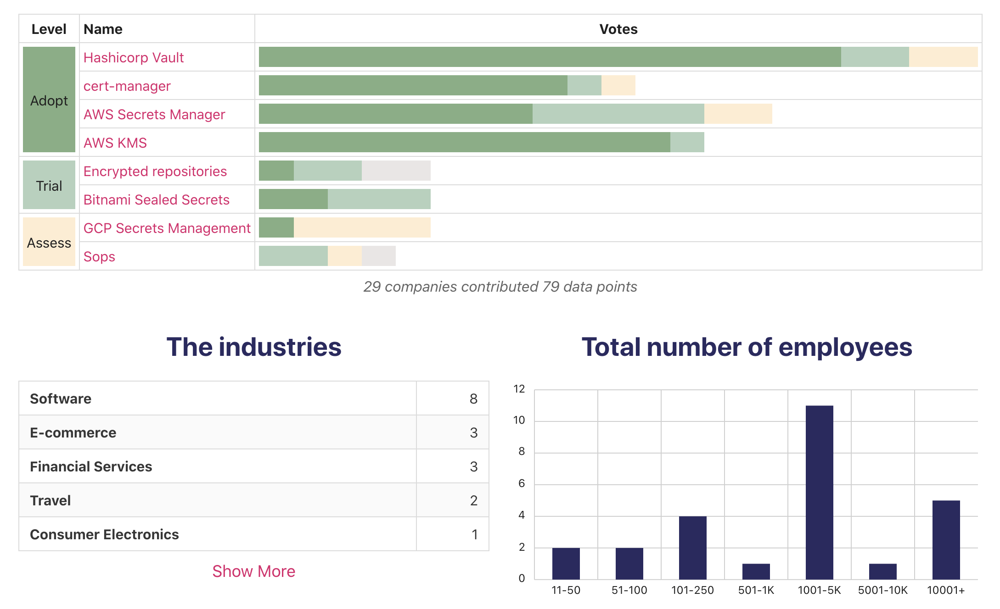 Level Name Votes
Adopt
Hashicorp Vault
cert-manager
AWS Secrets Manager
AWS KMS
Trial
Encrypted repositories
Bitnami Sealed Secrets
Assess
GCP Secrets Management
Sops
29 companies contributed 79 data points
The industries
Software 8
E-commerce 3
Financial Services 3
Travel 2
Consumer Electronics 1
Show More
Total number of employees
12
10
8
6
4
2
0
11-50 51-100 101-250 501-1K 1001-5K 5001-10K 10001+